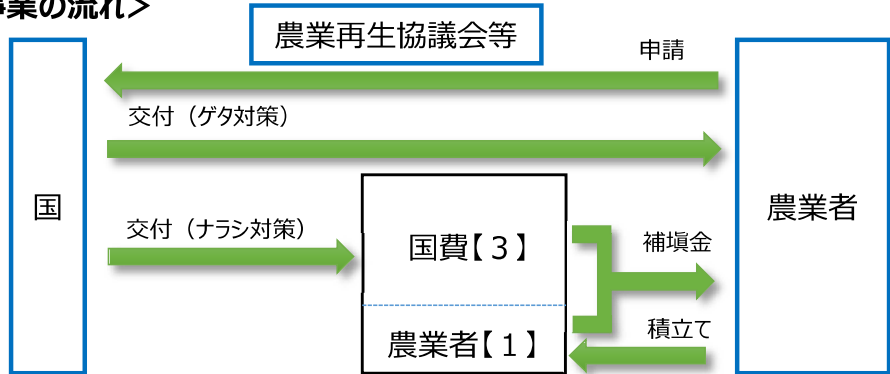 事業の流れ＞
農業再生協議会等
申請
交付（ゲタ対策）
国
農業者
交付（ナラシ対策）
国費【３】
補塡金
農業者【１】
積立て